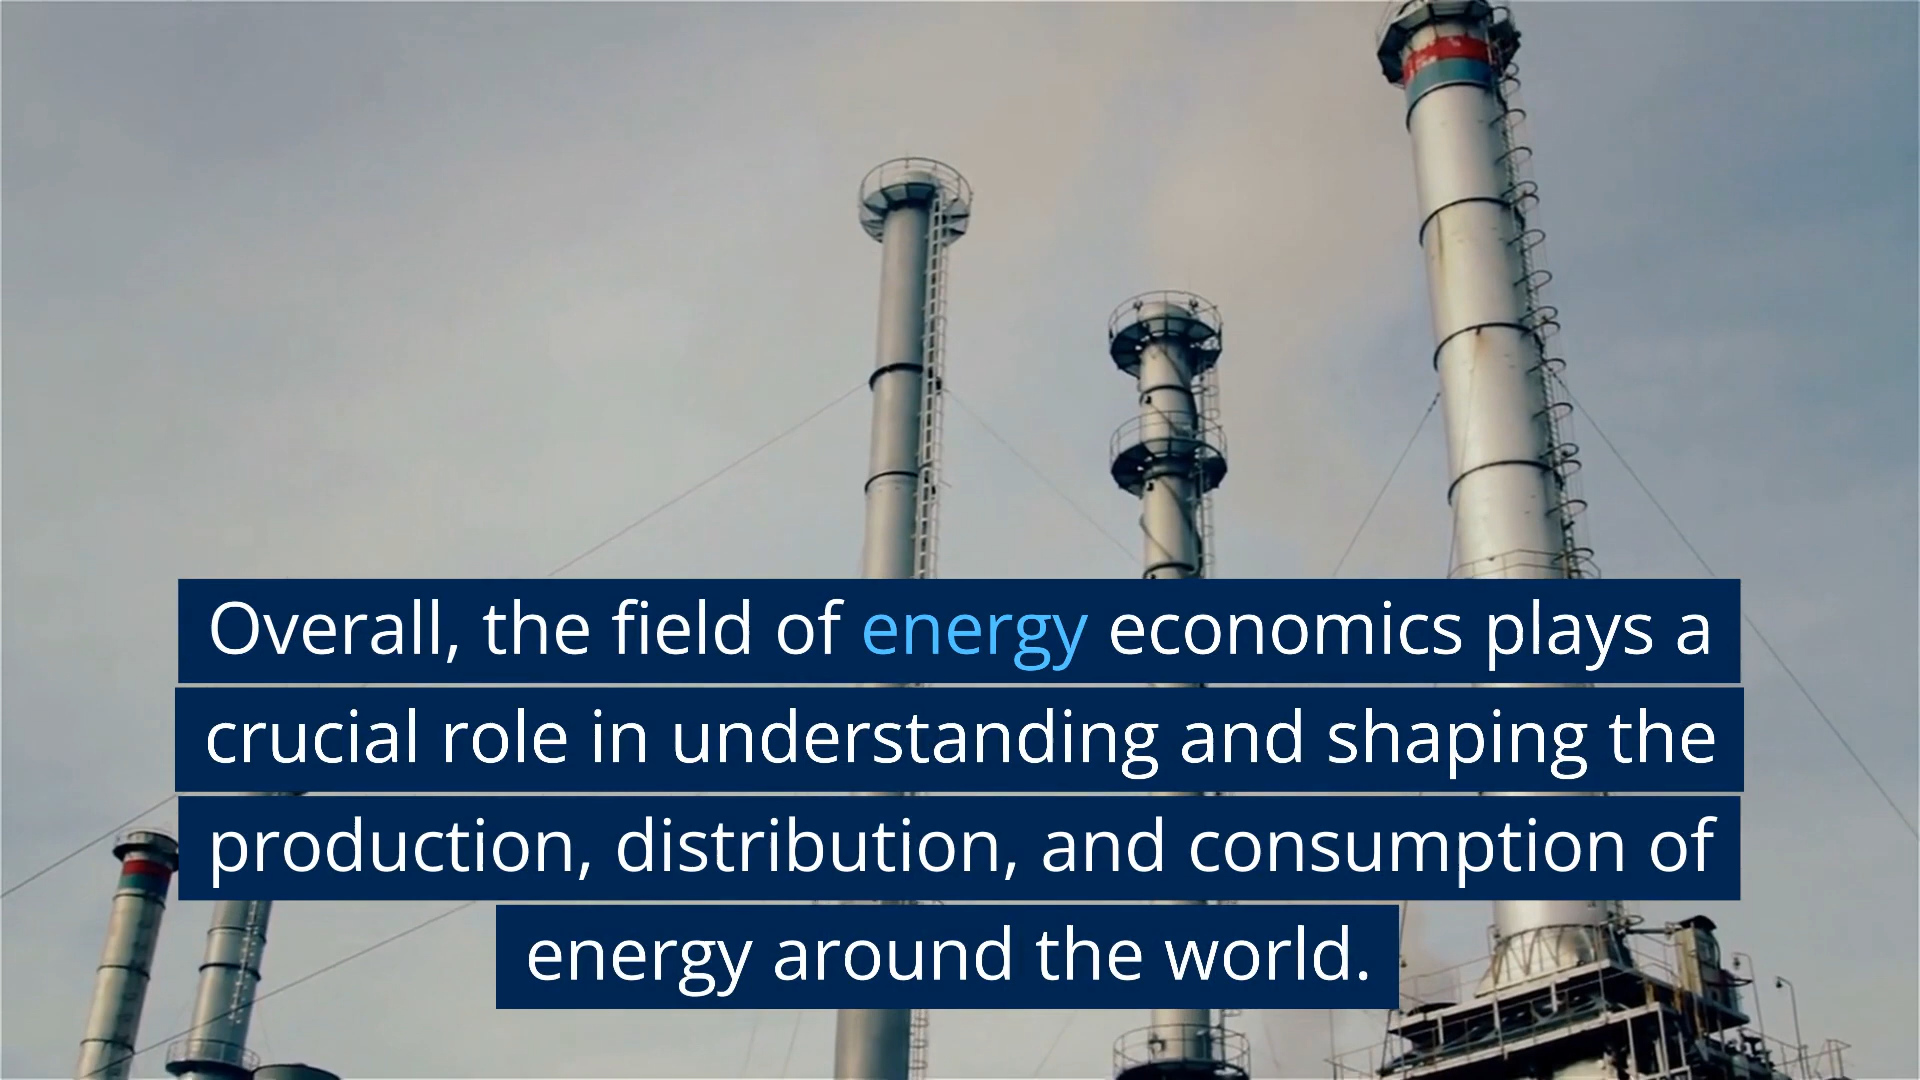 Overall, the field of energy economics plays a
crucial role in understanding and shaping the
production, distribution, and consumption of
energy around the world.